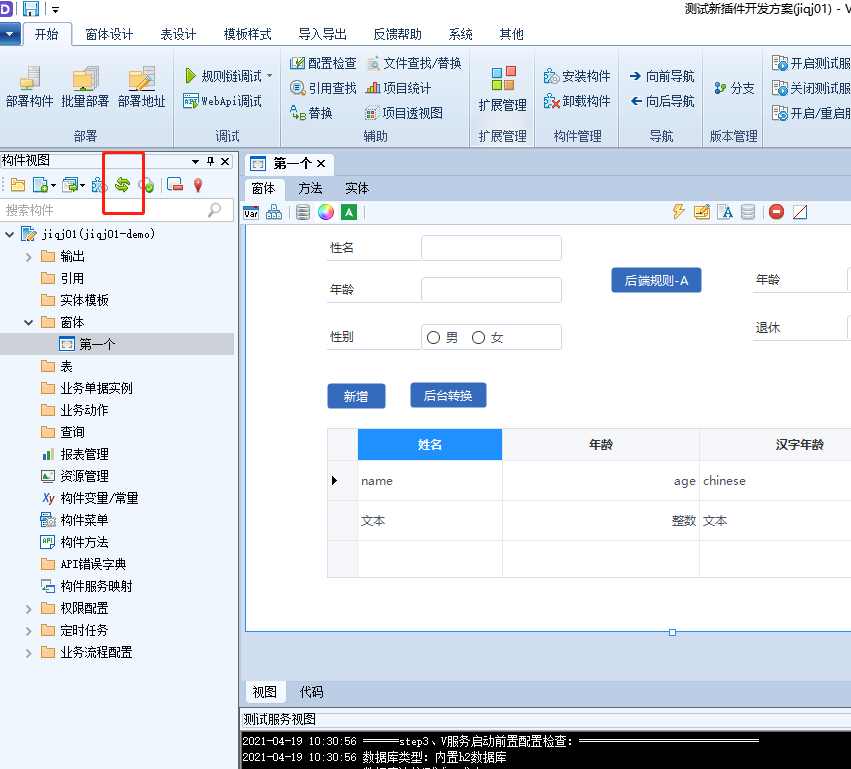 D
测试新插件开发方案(jiqj01) - V
开始 窗体设计 表设计 模板样式 导入导出 反馈帮助 系统 其他
部署构件 批量部署 部署地址
部署
规则链调试
WebApi调试
调试
配置检查 文件查找/替换
引用查找 项目统计
替换 项目透视图
辅助
扩展管理
扩展管理
安装构件
卸载构件
构件管理
向前导航
向后导航
导航
分支
版本管理
开启测试服
关闭测试服
开启/重启服
构件视图
搜索构件
jiqj01(jiqj01-demo)
输出
引用
实体模板
窗体
第一个
表
业务单据实例
业务动作
查询
报表管理
资源管理
Xy 构件变量/常量
构件菜单
API 构件方法
API错误字典
构件服务映射
权限配置
定时任务
业务流程配置
第一个 ×
窗体 方法 实体
Var A A
姓名
年龄
性别 男 女
后端规则-A
年龄
退休
新增 后台转换
姓名 年龄 汉字年龄
name age chinese
文本 整数 文本
视图 代码
测试服务视图
2021-04-19 10:30:56 ======step3、V服务启动前置配置检查：==============================
2021-04-19 10:30:56 数据库类型：内置h2数据库